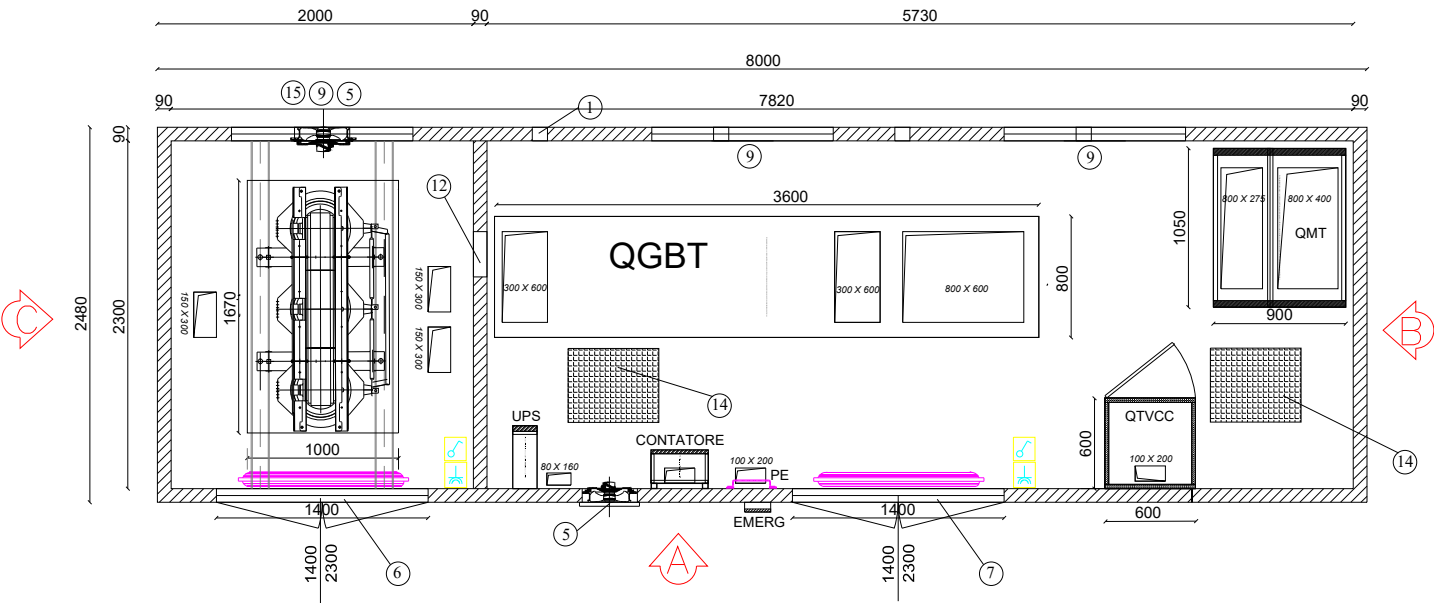 2000 90 5730
8000
90 7820 90
15 9 5
1
90
9 9
2480
2300
12
3600
1670
150 X 300
150 X 300
150 X 300
QGBT
300 X 600
300 X 600
800 X 600
800
1050
800 X 275
800 X 400
QMT
900
C
B
14
14
UPS
80 X 160
CONTATORE
100 X 200
PE
QTVCC
100 X 200
600
600
1000
1400
1400
EMERG
5
6
7
A
1400
2300
1400
2300